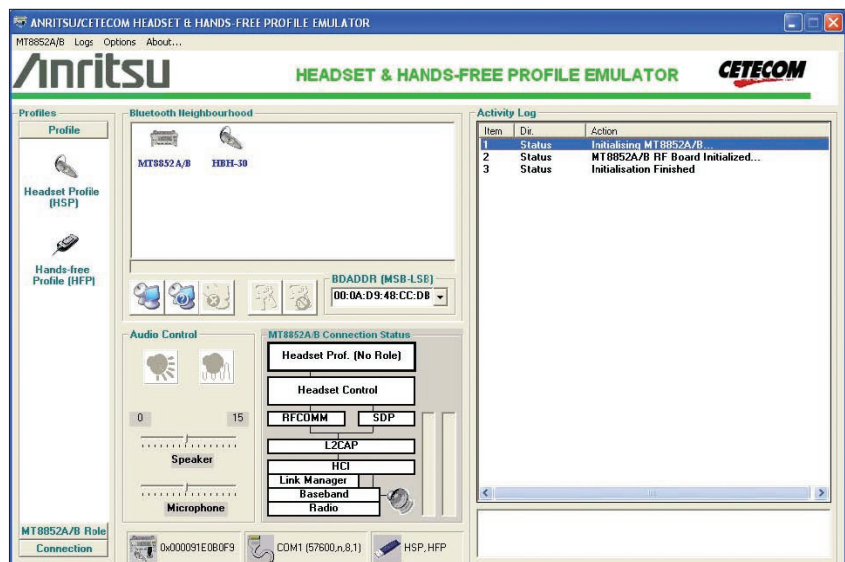 ANRITSU/CETECOM HEADSET & HANDS-FREE PROFILE EMULATOR
MT8852A/B Logs Options About...
Anritsu
HEADSET & HANDS-FREE PROFILE EMULATOR
CETECOM
Profiles
Profile
Headset Profile
(HSP)
Hands-free
Profile (HFP)
MT8852A/B Role
Connection
Bluetooth Neighbourhood
MT8852A/B HBH-30
BDADDR (MSB-LSB)
00:0A:D9:48:CC:DB
Audio Control
0 15
Speaker
Microphone
MT8852A/B Connection Status
Headset Prof. (No Role)
Headset Control
RFCOMM SDP
L2CAP
HCI
Link Manager
Baseband
Radio
0x000091E0B0F9
COM1 (57600,n,8,1)
HSP,HFP
Activity Log
Item Dir. Action
1 Status Initialising MT8852A/B...
2 Status MT8852A/B RF Board Initialized...
3 Status Initialisation Finished